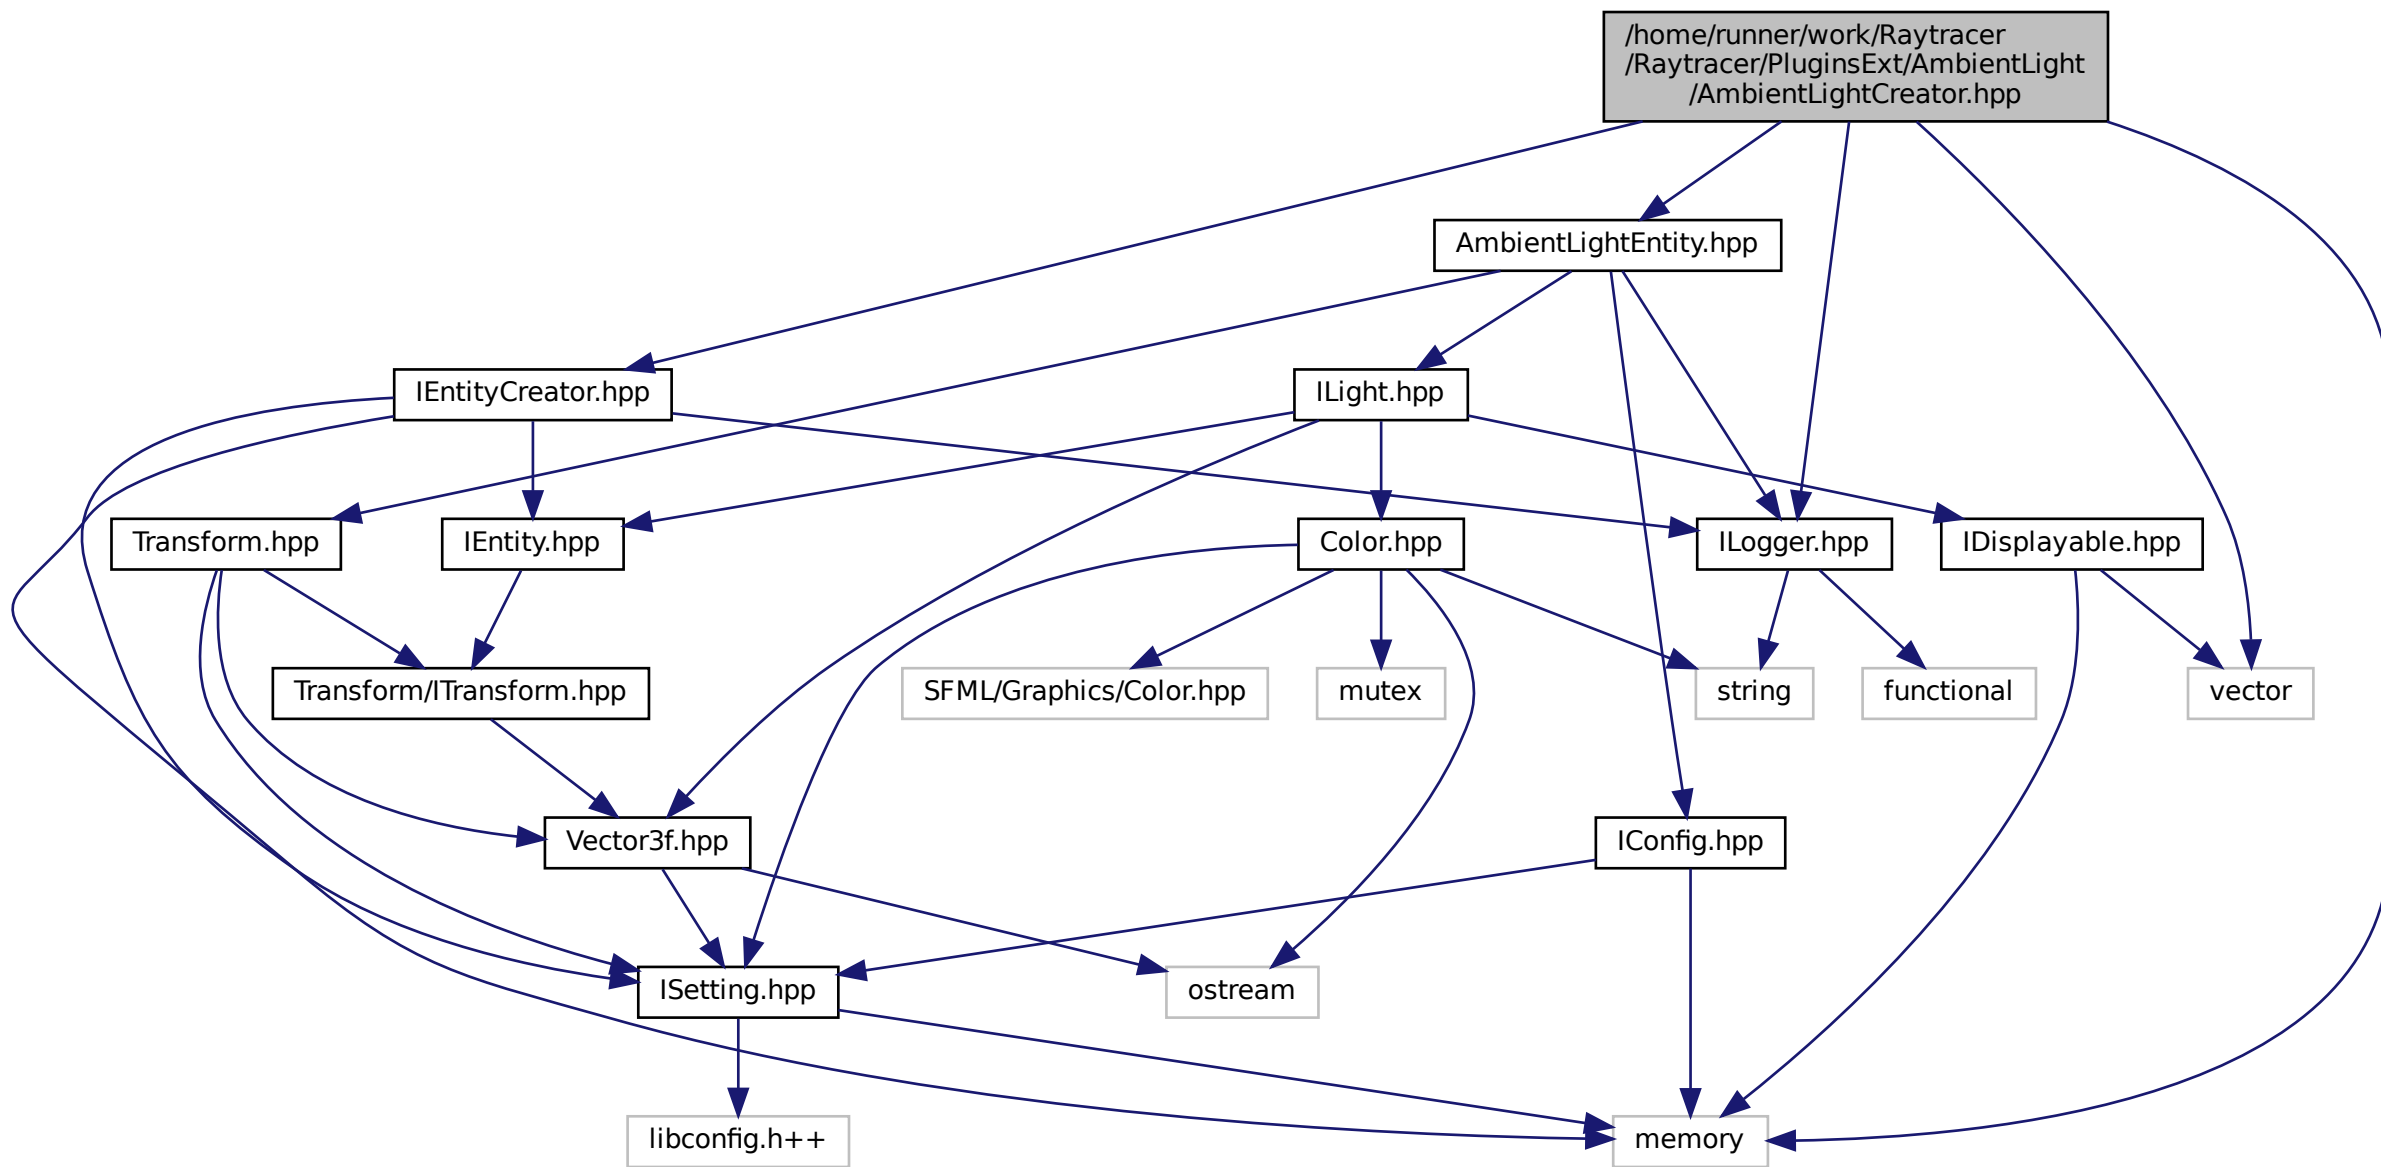 /home/runner/work/Raytracer
/Raytracer/PluginsExt/AmbientLight
/AmbientLightCreator.hpp
AmbientLightEntity.hpp
IEntityCreator.hpp
ILight.hpp
Transform.hpp
IEntity.hpp
Color.hpp
ILogger.hpp
IDisplayable.hpp
Transform/ITransform.hpp
SFML/Graphics/Color.hpp
mutex
string
functional
vector
Vector3f.hpp
IConfig.hpp
ISetting.hpp
ostream
libconfig.h++
memory